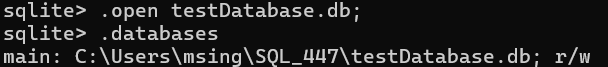 sqlite> .open testDatabase.db;
sqlite> .databases
main: C:\Users\msing\SQL_447\testDatabase.db; r/w